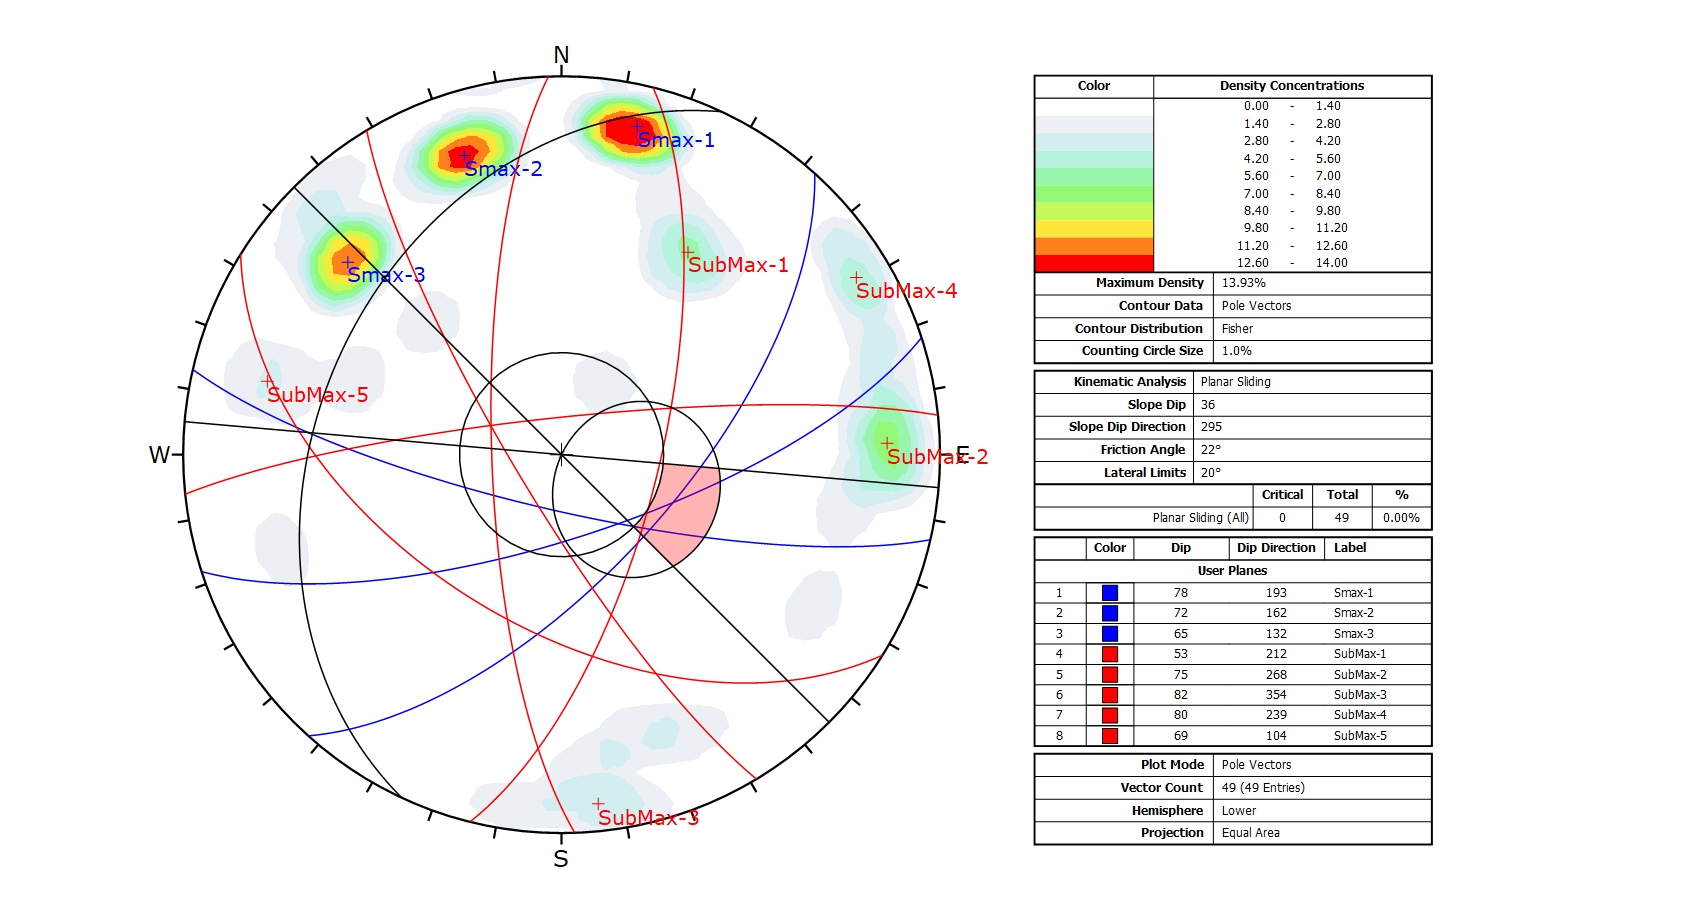 N
Smax-1
Smax-2
SubMax-1
Smax-3
SubMax-4
SubMax-5
W
E
SubMax-2
SubMax-3
S
Color Density Concentrations
0.00 - 1.40
1.40 - 2.80
2.80 - 4.20
4.20 - 5.60
5.60 - 7.00
7.00 - 8.40
8.40 - 9.80
9.80 - 11.20
11.20 - 12.60
12.60 - 14.00
Maximum Density 13.93%
Contour Data Pole Vectors
Contour Distribution Fisher
Counting Circle Size 1.0%
Kinematic Analysis Planar Sliding
Slope Dip 36
Slope Dip Direction 295
Friction Angle 22°
Lateral Limits 20°
Critical Total %
Planar Sliding (All) 0 49 0.00%
Color Dip Dip Direction Label
User Planes
1 78 193 Smax-1
2 72 162 Smax-2
3 65 132 Smax-3
4 53 212 SubMax-1
5 75 268 SubMax-2
6 82 354 SubMax-3
7 80 239 SubMax-4
8 69 104 SubMax-5
Plot Mode Pole Vectors
Vector Count 49 (49 Entries)
Hemisphere Lower
Projection Equal Area